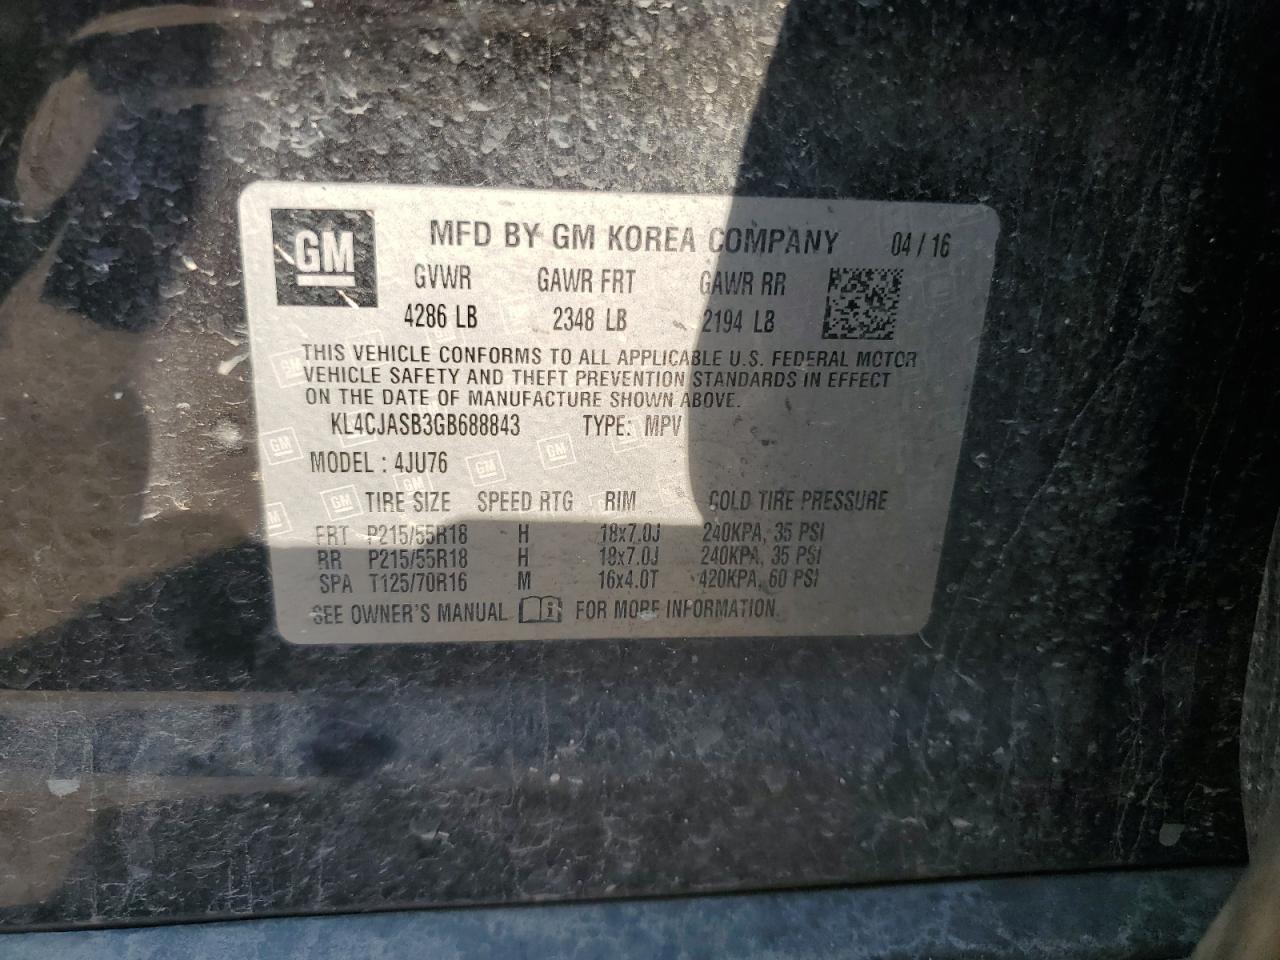 GM MFD BY GM KOREA COMPANY 04 / 16
GVWR GAWR FRT GAWR RR
4286 LB 2348 LB 2194 LB
THIS VEHICLE CONFORMS TO ALL APPLICABLE U.S. FEDERAL MOTOR
VEHICLE SAFETY AND THEFT PREVENTION STANDARDS IN EFFECT
ON THE DATE OF MANUFACTURE SHOWN ABOVE.
KL4CJASB3GB688843 TYPE: MPV
MODEL : 4JU76
TIRE SIZE SPEED RTG RIM COLD TIRE PRESSURE
FRT P215/55R18 H 18x7.0J 240KPA, 35 PSI
RR P215/55R18 H 18x7.0J 240KPA, 35 PSI
SPA T125/70R16 M 16x4.0T 420KPA, 60 PSI
SEE OWNER'S MANUAL FOR MORE INFORMATION.